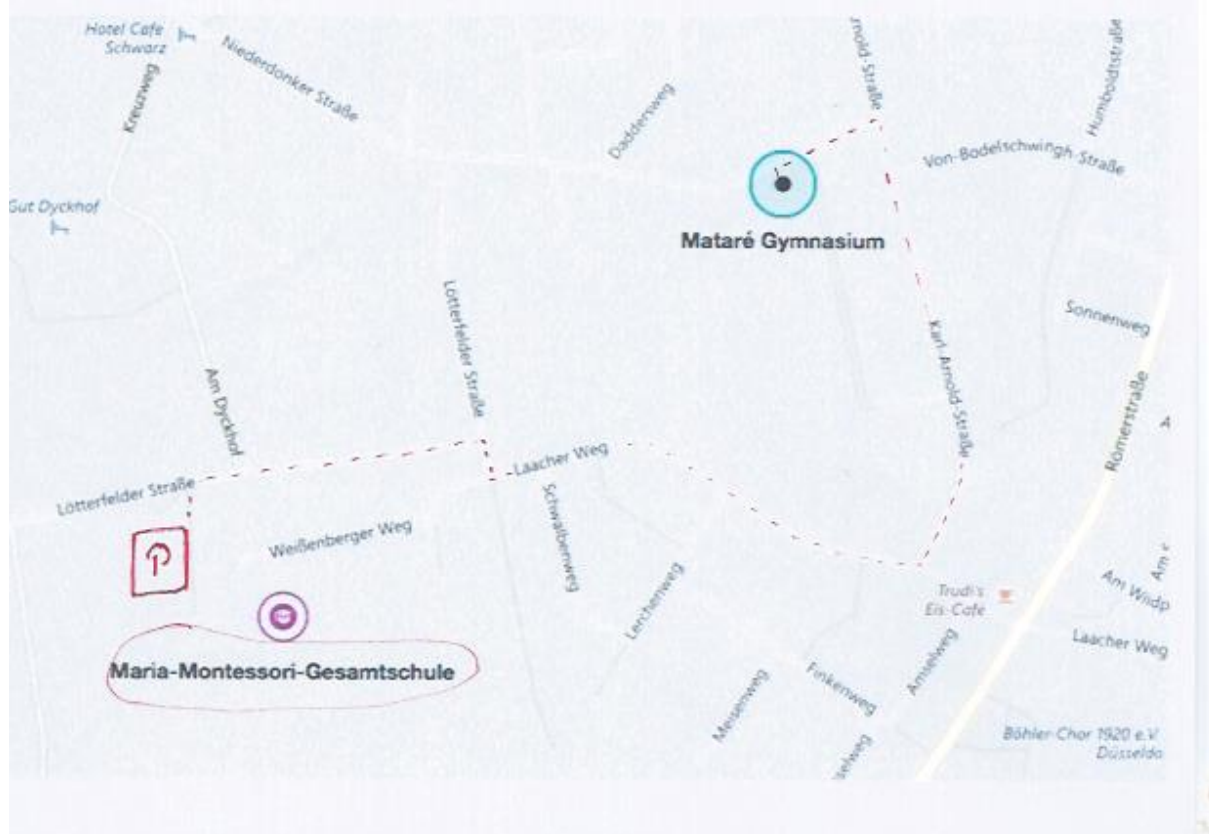 Hotel Cafe
Schwarz
Niederdonker Straße
Kreuzweg
Gut Dyckhof
Daddersweg
rnold-Straße
Humboldtstraße
Von-Bodelschwingh-Straße
Mataré Gymnasium
Sonnenweg
Lötterfelder Straße
Karl-Arnold-Straße
Römerstraße
Am Dyckhof
Laacher Weg
Lötterfelder Straße
Schwalbenweg
Weißenberger Weg
P
Lerchenweg
Trudi's
Eis-Cafe
Am Wildp
Laacher Weg
Maria-Montessori-Gesamtschule
Amselweg
Meisenweg
Finkenweg
selweg
Böhler-Chor 1920 e.V.
Düsseldo